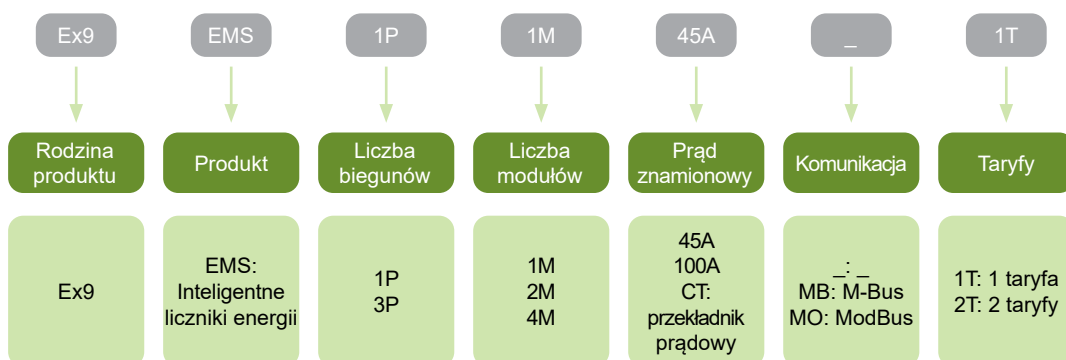 Ex9
EMS
1P
1M
45A
_
1T
Rodzina
produktu
Produkt
Liczba
biegunów
Liczba
modułów
Prąd
znamionowy
Komunikacja
Taryfy
Ex9
EMS:
Inteligentne
liczniki energii
1P
3P
1M
2M
4M
45A
100A
CT:
przekładnik
prądowy
_: _
MB: M-Bus
MO: ModBus
1T: 1 taryfa
2T: 2 taryfy